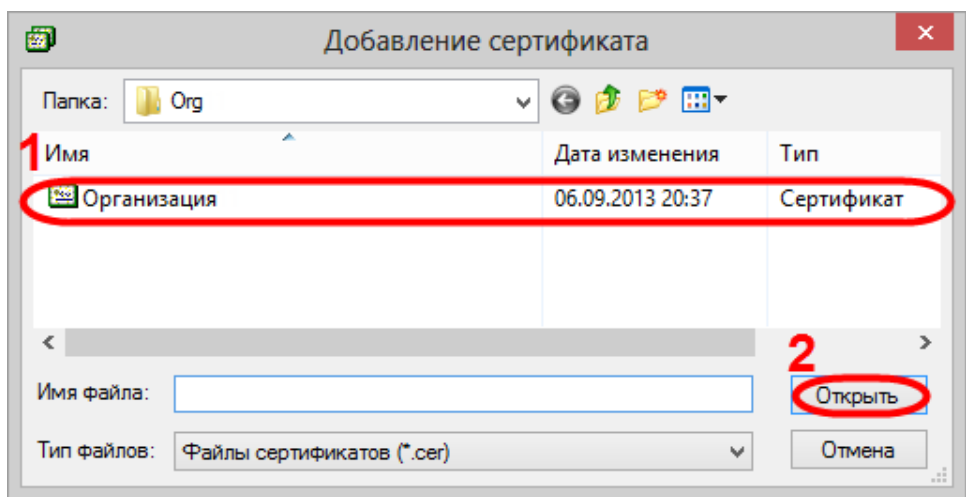 Добавление сертификата
Папка: Org
1
Имя Дата изменения Тип
Организация 06.09.2013 20:37 Сертификат
2
Имя файла: Открыть
Тип файлов: Файлы сертификатов (*.cer) Отмена